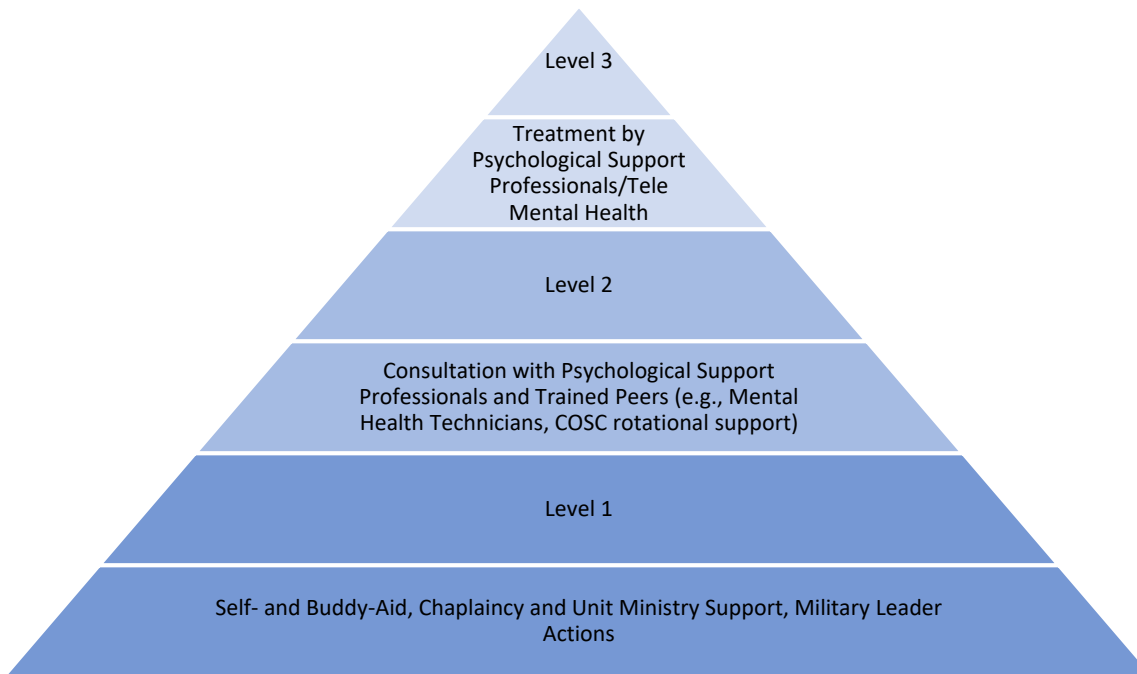 Level 3
Treatment by
Psychological Support
Professionals/Tele
Mental Health
Level 2
Consultation with Psychological Support
Professionals and Trained Peers (e.g., Mental
Health Technicians, COSC rotational support)
Level 1
Self- and Buddy-Aid, Chaplaincy and Unit Ministry Support, Military Leader
Actions